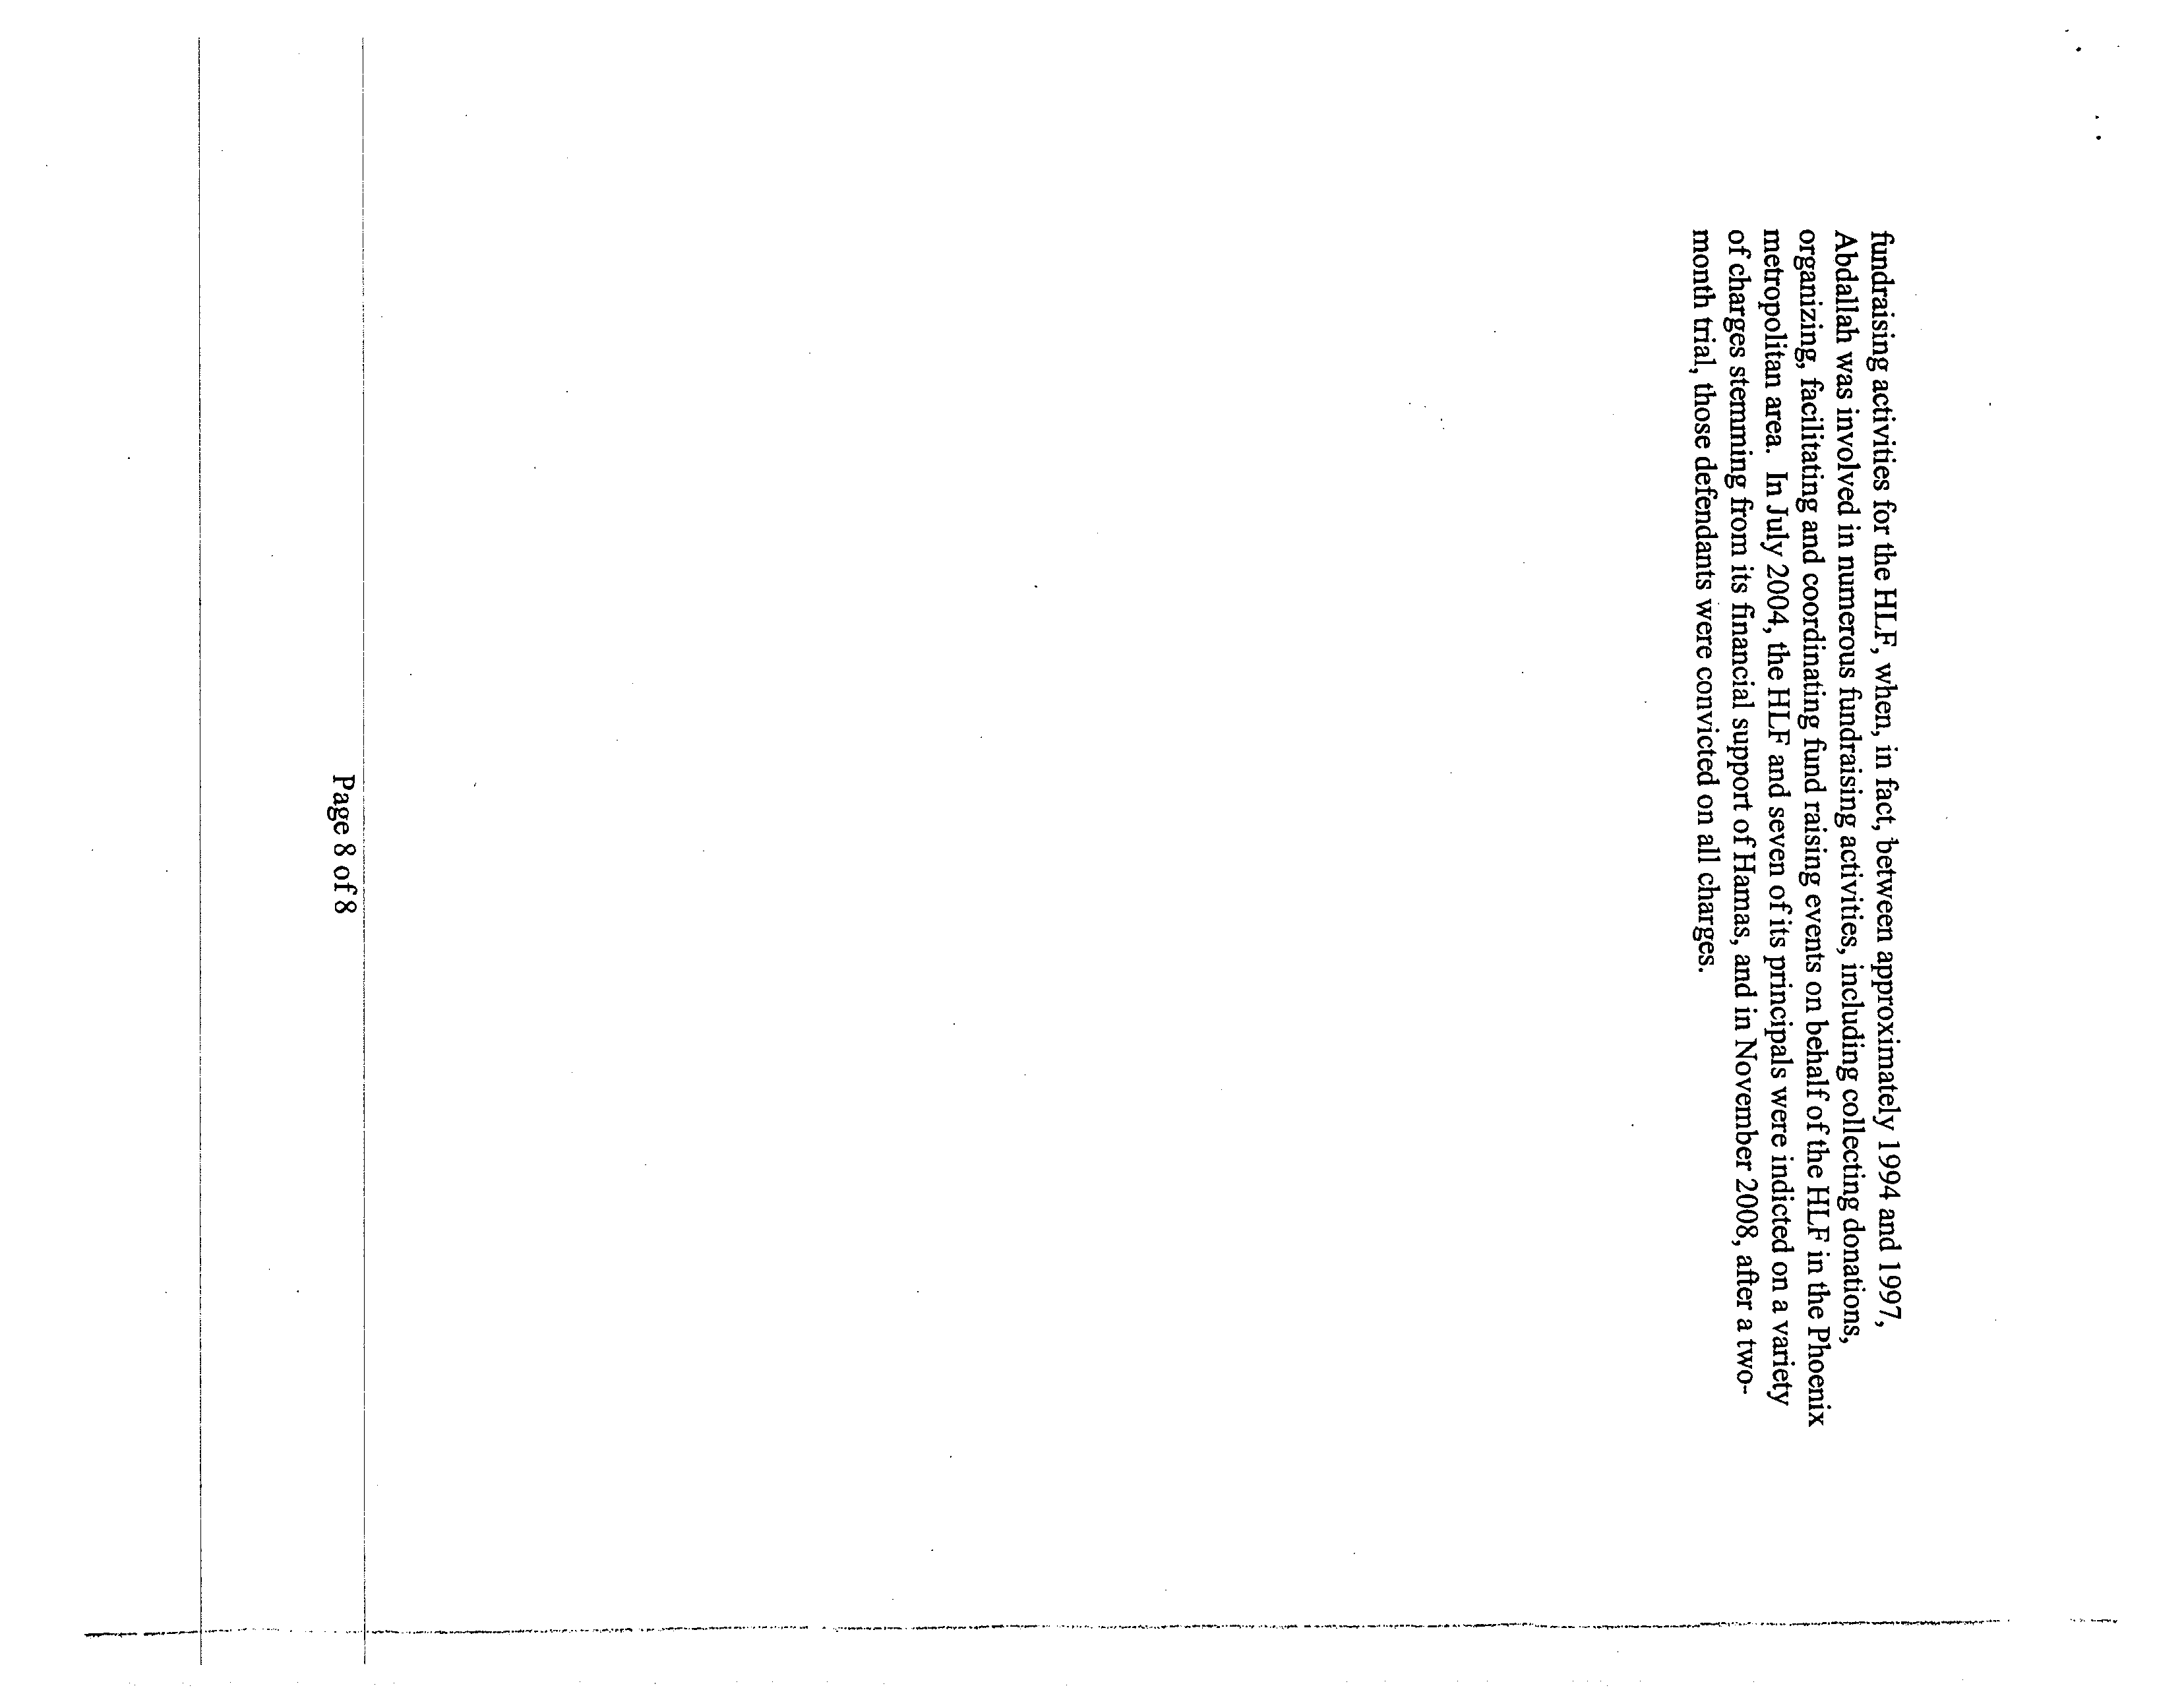 fundraising activities for the HLF, when, in fact, between approximately 1994 and 1997,
Abdallah was involved in numerous fundraising activities, including collecting donations,
organizing, facilitating and coordinating fund raising events on behalf of the HLF in the Phoenix
metropolitan area. In July 2004, the HLF and seven of its principals were indicted on a variety
of charges stemming from its financial support of Hamas, and in November 2008, after a two-
month trial, those defendants were convicted on all charges.
Page 8 of 8